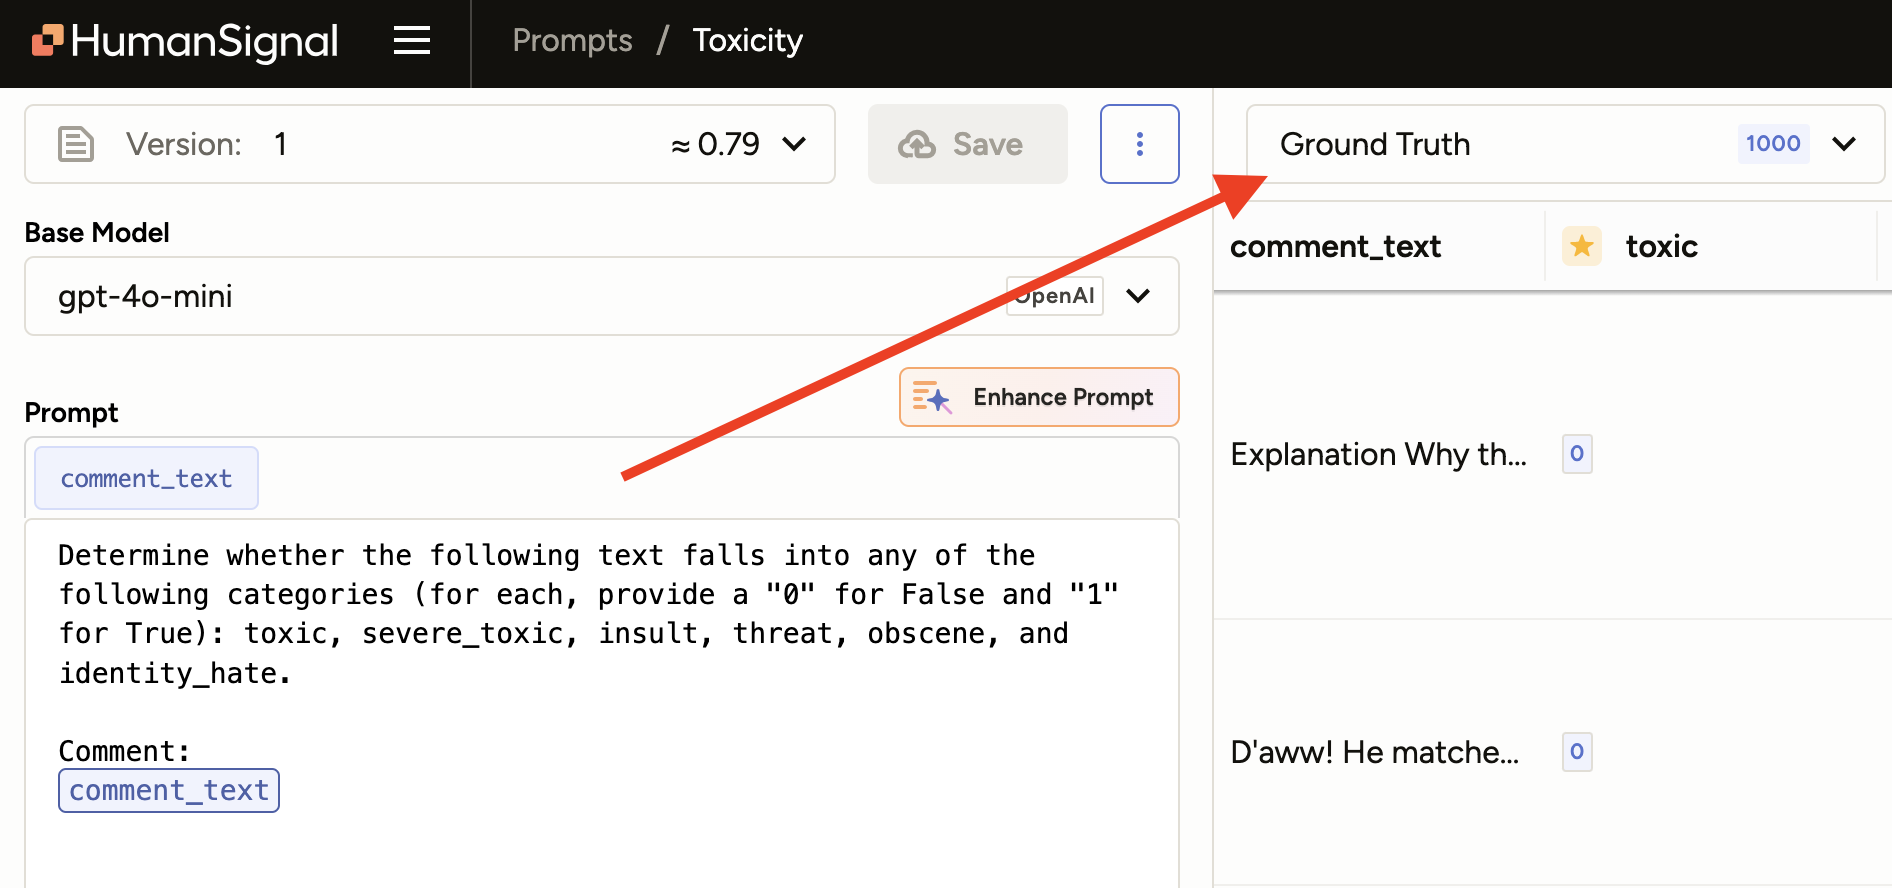 HumanSignal
Prompts / Toxicity
Version: 1 ≈ 0.79
Save
Ground Truth 1000
Base Model
gpt-4o-mini OpenAI
Prompt
Enhance Prompt
comment_text
Determine whether the following text falls into any of the
following categories (for each, provide a "0" for False and "1"
for True): toxic, severe_toxic, insult, threat, obscene, and
identity_hate.
Comment:
comment_text
comment_text toxic
Explanation Why th... 0
D'aww! He matche... 0